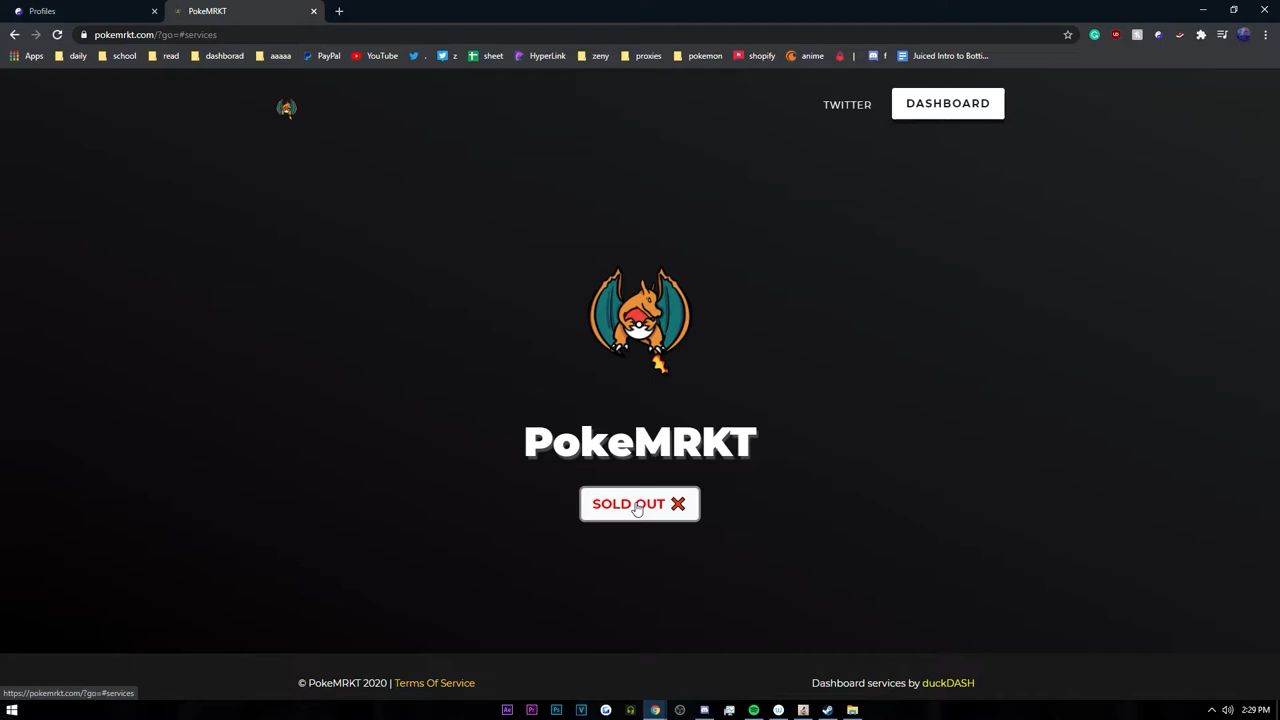 Profiles
PokeMRKT
pokemrkt.com/?go=#services
Apps daily school read dashborad aaaaa PayPal YouTube . z sheet HyperLink zeny proxies pokemon shopify anime | f Juiced Intro to Botti...
TWITTER
DASHBOARD
PokeMRKT
SOLD OUT
© PokeMRKT 2020 | Terms Of Service
Dashboard services by duckDASH
https://pokemrkt.com/?go=#services
2:29 PM